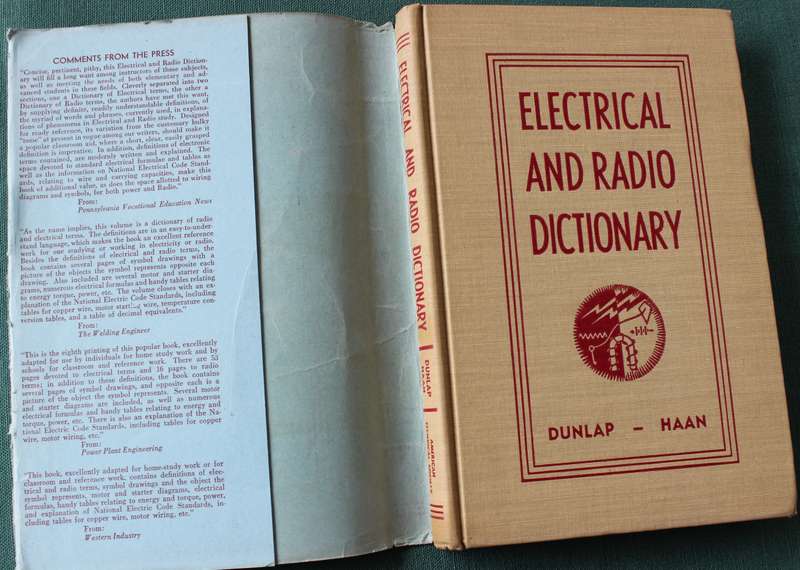 COMMENTS FROM THE PRESS
"Concise, pertinent, pithy, this Electrical and Radio Diction-
ary will fill a long want among instructors of these subjects,
as well as meeting the needs of both elementary and ad-
vanced students in these fields. Cleverly separated into two
sections, one a Dictionary of Electrical terms, the other a
Dictionary of Radio terms, the authors have met this want,
by supplying definite, readily understandable definitions, of
the myriad of words and phrases, currently used, in explana-
tions of phenomena in Electrical and Radio study. Designed
for ready reference, its variation from the customary bulky
"tome" at present in vogue among our writers, should make it
a popular classroom aid, where a short, clear, easily grasped
definition is imperative. In addition, definitions of electronic
terms contained, are modernly written and explained. The
space devoted to standard electrical formulae and tables as
well as the information on National Electrical Code Stand-
ards, relating to wire and carrying capacities, make this
book of additional value, as does the space allotted to wiring
diagrams and symbols, for both power and Radio."
From:
Pennsylvania Vocational Education News
"As the name implies, this volume is a dictionary of radio
and electrical terms. The definitions are in an easy-to-under-
stand language, which makes the book an excellent reference
work for one studying or working in electricity or radio.
Besides the definitions of electrical and radio terms, the
book contains several pages of symbol drawings with a
picture of the objects the symbol represents opposite each
drawing. Also included are several motor and starter dia-
grams, numerous electrical formulas and handy tables relating
to energy torque, power, etc. The volume closes with an ex-
planation of the National Electric Code Standards, including
tables for copper wire, motor wire, temperature con-
version tables, and a table of decimal equivalents."
From:
The Welding Engineer
"This is the eighth printing of this popular book, excellently
adapted for use by individuals for home study work and by
schools for classroom and reference work. There are 53
pages devoted to electrical terms and 16 pages to radio
terms; in addition to these definitions, the book contains
several pages of symbol drawings, and opposite each is a
picture of the object the symbol represents. Several motor
and starter diagrams are included, as well as numerous
electrical formulas and handy tables relating to energy and
torque, power, etc. There is also an explanation of the Na-
tional Electric Code Standards, including tables for copper
wire, motor wiring, etc."
From:
Power Plant Engineering
"This book, excellently adapted for home-study work or for
classroom and reference work, contains definitions of elec-
trical and radio terms, symbol drawings and the object the
symbol represents, motor and starter diagrams, electrical
formulas, handy tables relating to energy and torque, power,
and explanation of National Electric Code Standards, in-
cluding tables for copper wire, motor wiring, etc."
From:
Western Industry
ELECTRICAL AND RADIO DICTIONARY
DUNLAP
HAAN
AMERICAN
ELECTRICAL
AND RADIO
DICTIONARY
DUNLAP – HAAN